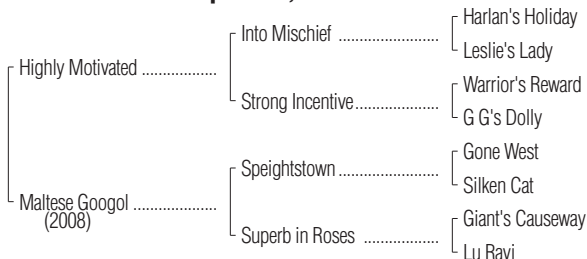 Harlan's Holiday
Into Mischief ....................
Leslie's Lady
Highly Motivated .................
Warrior's Reward
Strong Incentive...................
G G's Dolly
Gone West
Speightstown .....................
Silken Cat
Maltese Googol ...................
(2008)
Giant's Causeway
Superb in Roses .................
Lu Ravi